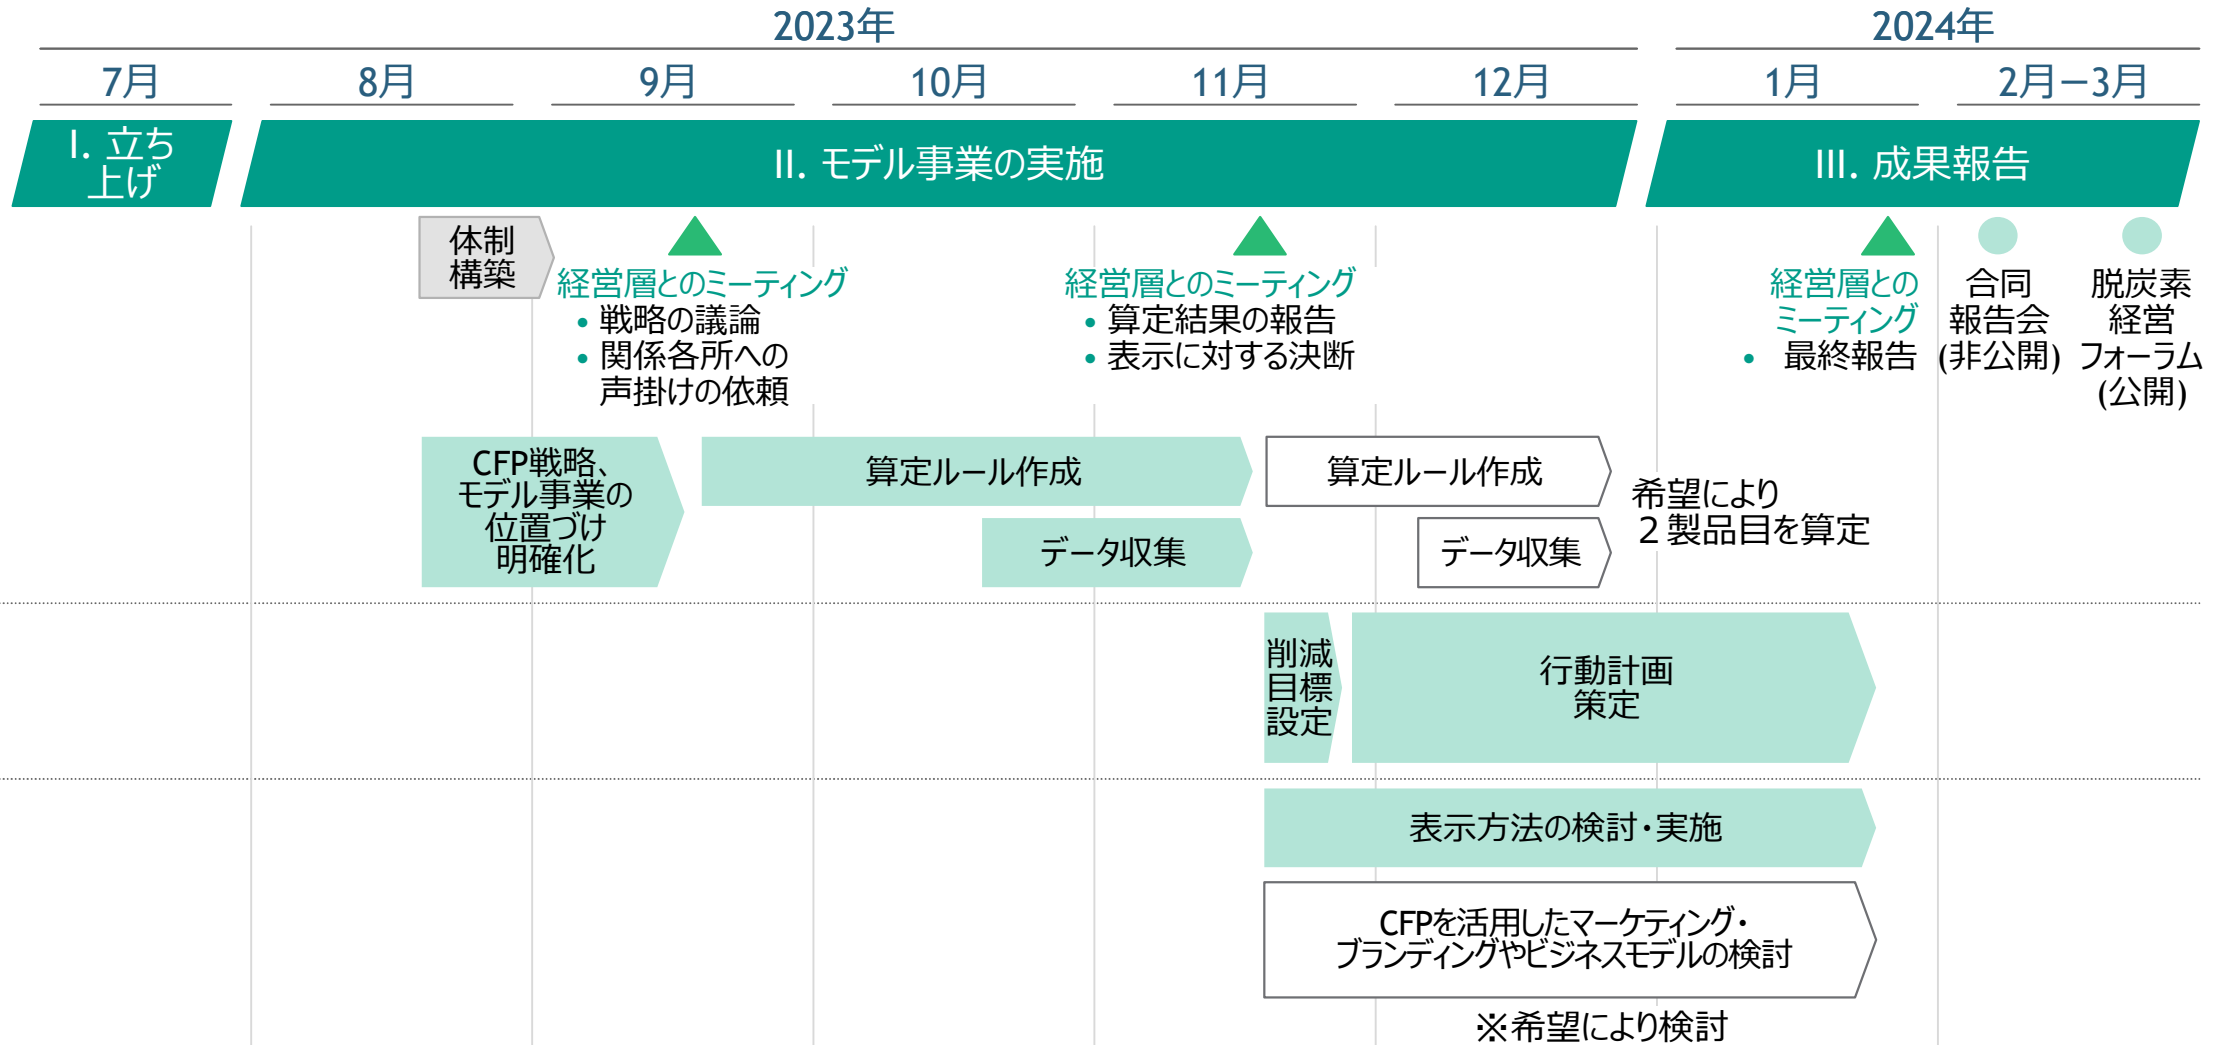 2023年
2024年
7月
8月
9月
10月
11月
12月
1月
2月ー3月
I. 立ち
上げ
II. モデル事業の実施
III. 成果報告
体制
構築
経営層とのミーティング
• 戦略の議論
• 関係各所への
声掛けの依頼
経営層とのミーティング
• 算定結果の報告
• 表示に対する決断
経営層との
ミーティング
• 最終報告
合同
報告会
(非公開)
脱炭素
経営
フォーラム
(公開)
CFP戦略、
モデル事業の
位置づけ
明確化
算定ルール作成
データ収集
算定ルール作成
データ収集
希望により
２製品目を算定
削減
目標
設定
行動計画
策定
表示方法の検討・実施
CFPを活用したマーケティング・
ブランディングやビジネスモデルの検討
※希望により検討